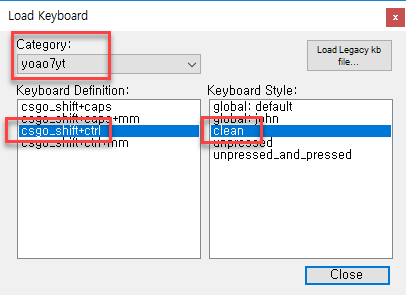 Load Keyboard
x
Category:
yoao7yt
Load Legacy kb
file...
Keyboard Definition:
csgo_shift+caps
csgo_shift+caps+mm
csgo_shift+ctrl
csgo_shift+ctrl+mm
Keyboard Style:
global: default
global: john
clean
unpressed
unpressed_and_pressed
Close